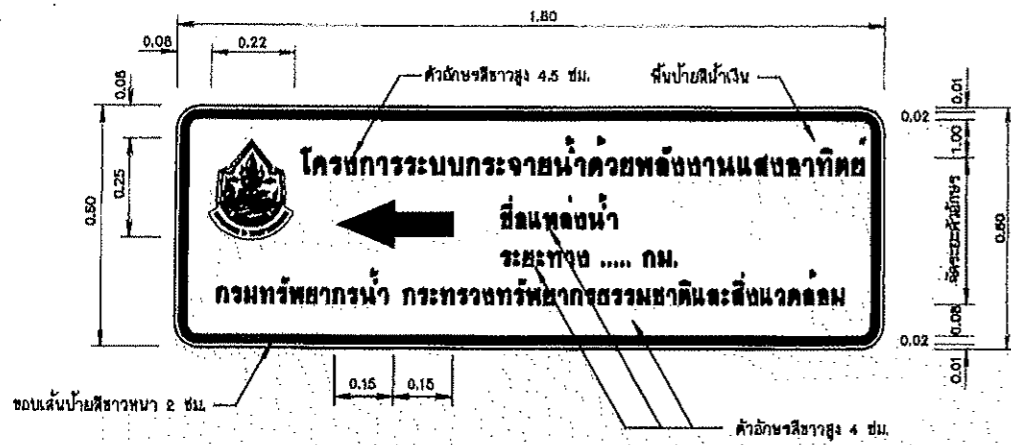 1.80
0.08 0.22
ตัวอักษรสีขาวสูง 4.5 ซม.
พื้นป้ายสีน้ำเงิน
0.08
0.25
0.60
0.01
0.02
1.00
จัดระยะตัวอักษร
0.60
0.08
0.02
0.01
โครงการระบบกระจายน้ำด้วยพลังงานแสงอาทิตย์
ชื่อแหล่งน้ำ
ระยะทาง ..... กม.
กรมทรัพยากรน้ำ กระทรวงทรัพยากรธรรมชาติและสิ่งแวดล้อม
0.15 0.15
ขอบเส้นป้ายสีขาวหนา 2 ซม.
ตัวอักษรสีขาวสูง 4 ซม.